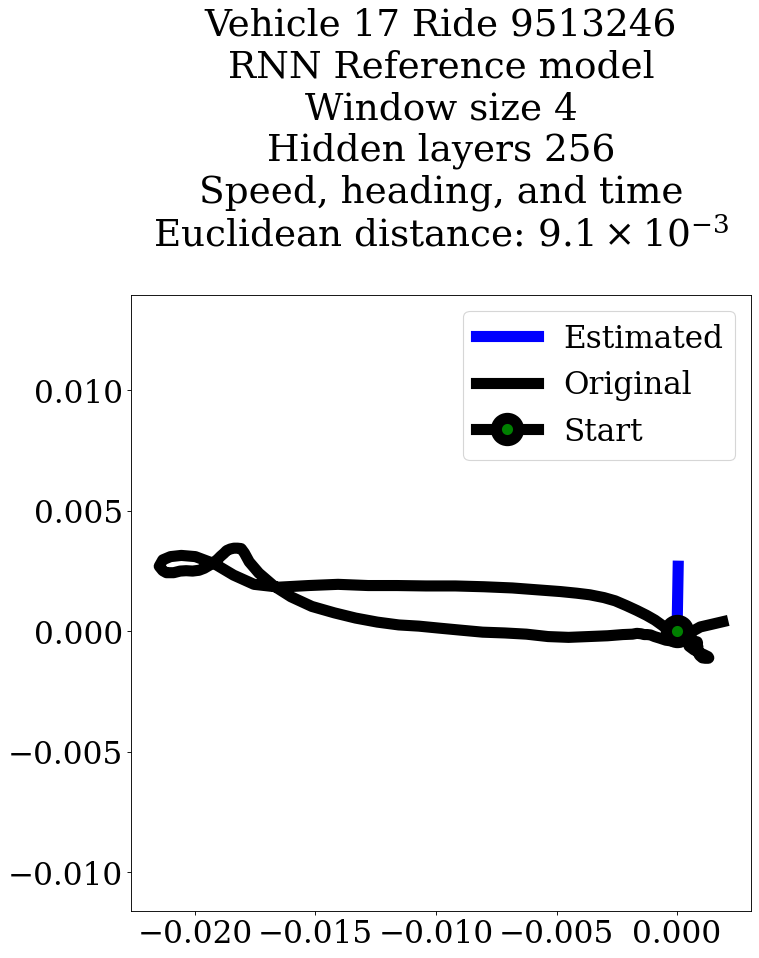 Vehicle 17 Ride 9513246
RNN Reference model
Window size 4
Hidden layers 256
Speed, heading, and time
Euclidean distance: 9.1 × 10⁻³
Estimated
Original
Start
0.010
0.005
0.000
−0.005
−0.010
−0.020 −0.015 −0.010 −0.005 0.000